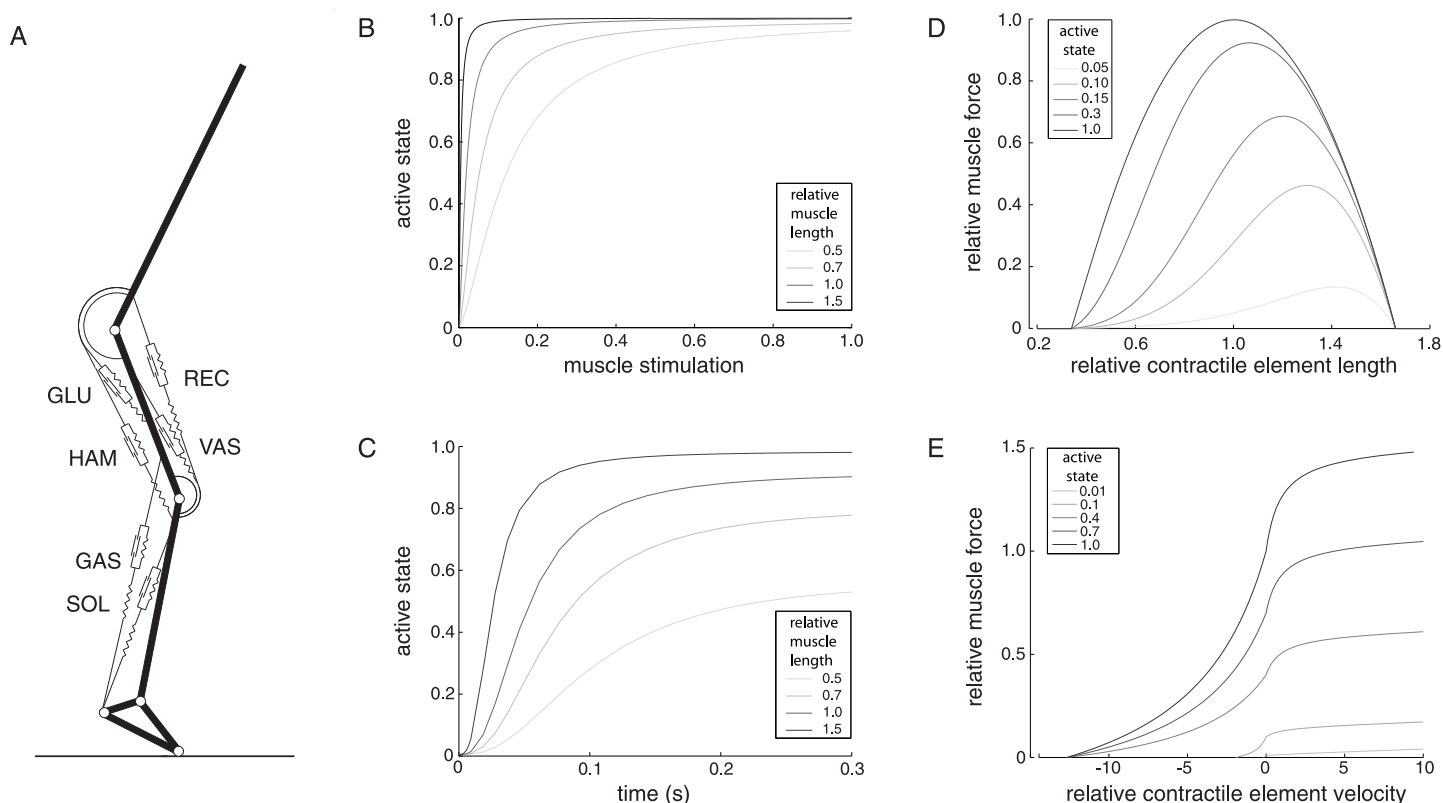 A
GLU
REC
HAM
VAS
GAS
SOL
B
active state
1.0
0.8
0.6
0.4
0.2
0
0 0.2 0.4 0.6 0.8 1.0
muscle stimulation
relative
muscle
length
0.5
0.7
1.0
1.5
C
active state
1.0
0.8
0.6
0.4
0.2
0
0 0.1 0.2 0.3
time (s)
relative
muscle
length
0.5
0.7
1.0
1.5
D
relative muscle force
1.0
0.8
0.6
0.4
0.2
0
0.2 0.6 1.0 1.4 1.8
relative contractile element length
active
state
0.05
0.10
0.15
0.3
1.0
E
relative muscle force
1.5
1.0
0.5
0
-10 -5 0 5 10
relative contractile element velocity
active
state
0.01
0.1
0.4
0.7
1.0